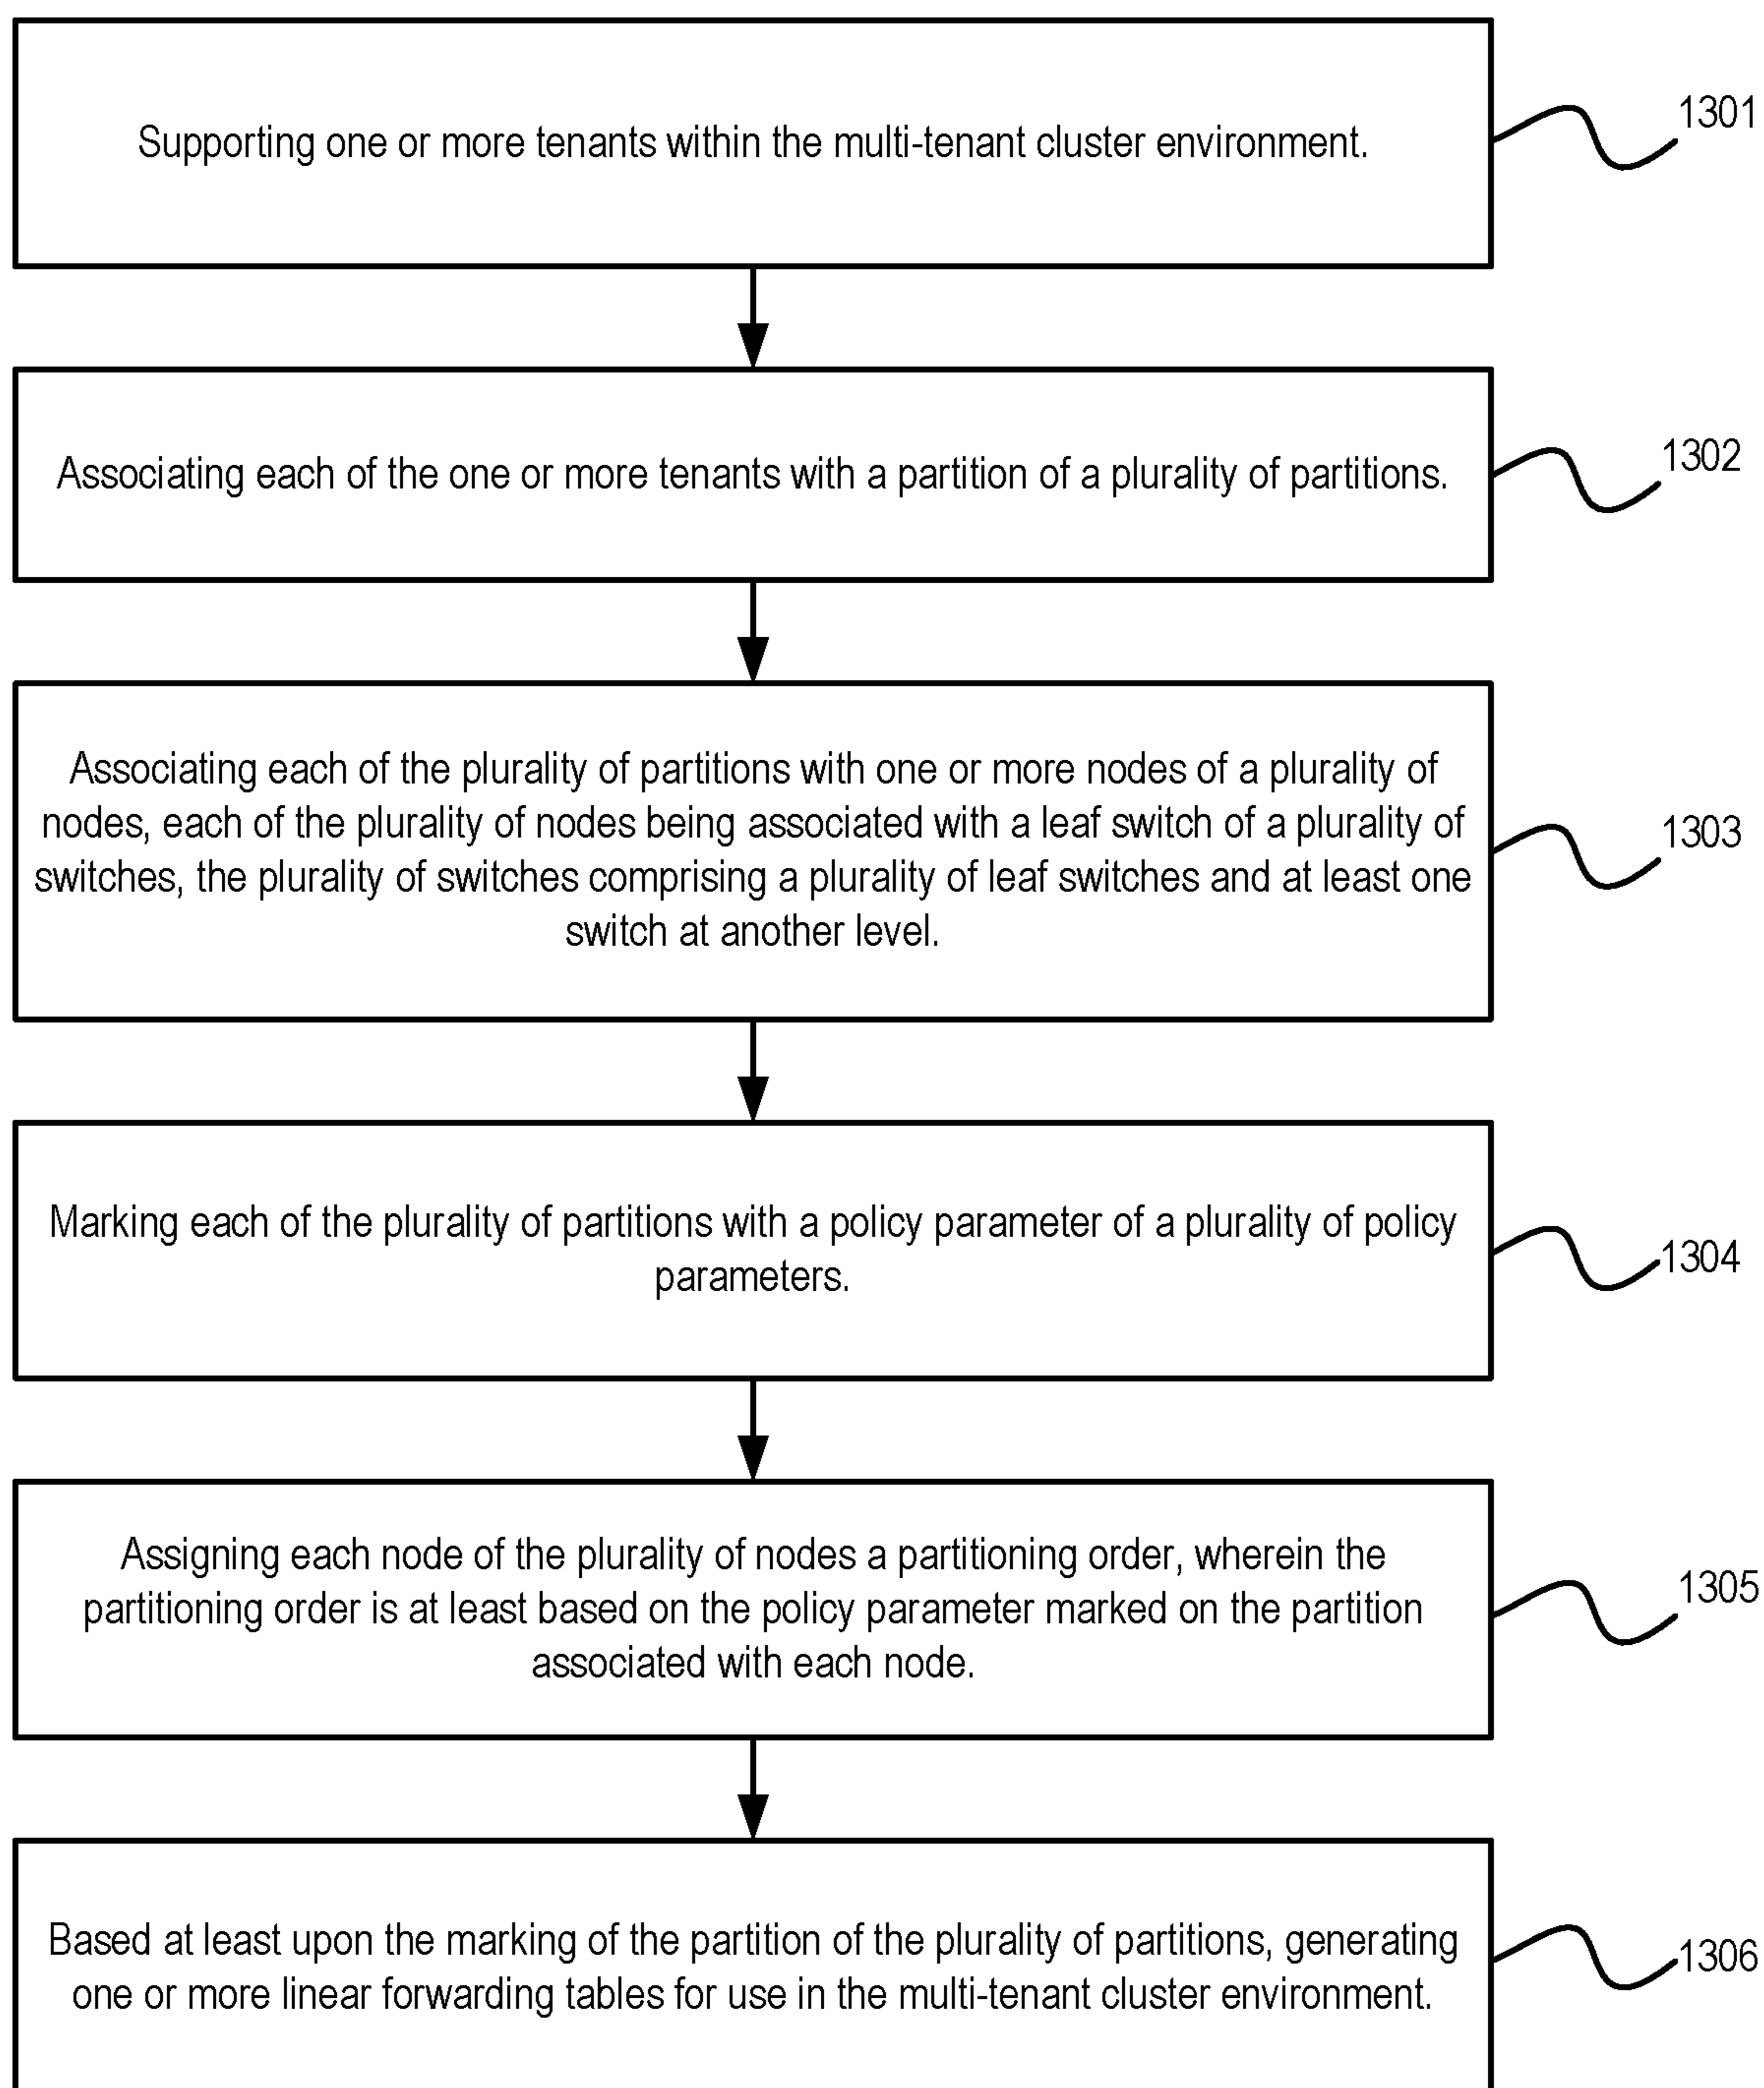 Supporting one or more tenants within the multi-tenant cluster environment.
1301
Associating each of the one or more tenants with a partition of a plurality of partitions.
1302
Associating each of the plurality of partitions with one or more nodes of a plurality of
nodes, each of the plurality of nodes being associated with a leaf switch of a plurality of
switches, the plurality of switches comprising a plurality of leaf switches and at least one
switch at another level.
1303
Marking each of the plurality of partitions with a policy parameter of a plurality of policy
parameters.
1304
Assigning each node of the plurality of nodes a partitioning order, wherein the
partitioning order is at least based on the policy parameter marked on the partition
associated with each node.
1305
Based at least upon the marking of the partition of the plurality of partitions, generating
one or more linear forwarding tables for use in the multi-tenant cluster environment.
1306